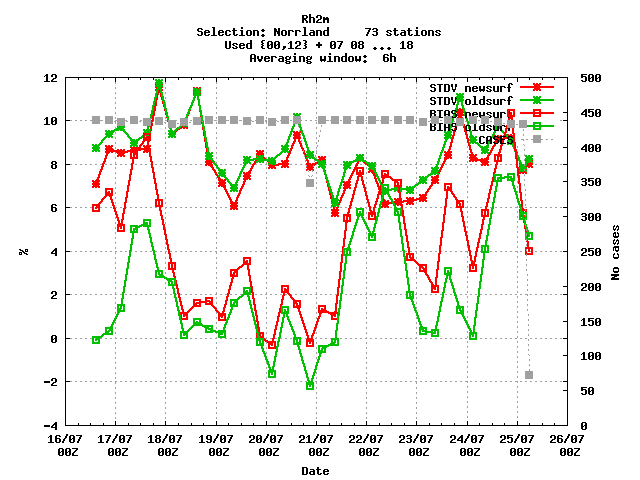 Rh2m
Selection: Norrland     73 stations
Used {00,12} + 07 08 ... 18
Averaging window:  6h
STDV newsurf
STDV oldsurf
BIAS newsurf
BIAS oldsurf
CASES
12
10
8
6
4
2
0
-2
-4
%
500
450
400
350
300
250
200
150
100
50
0
No cases
16/07 17/07 18/07 19/07 20/07 21/07 22/07 23/07 24/07 25/07 26/07
00Z 00Z 00Z 00Z 00Z 00Z 00Z 00Z 00Z 00Z 00Z
Date